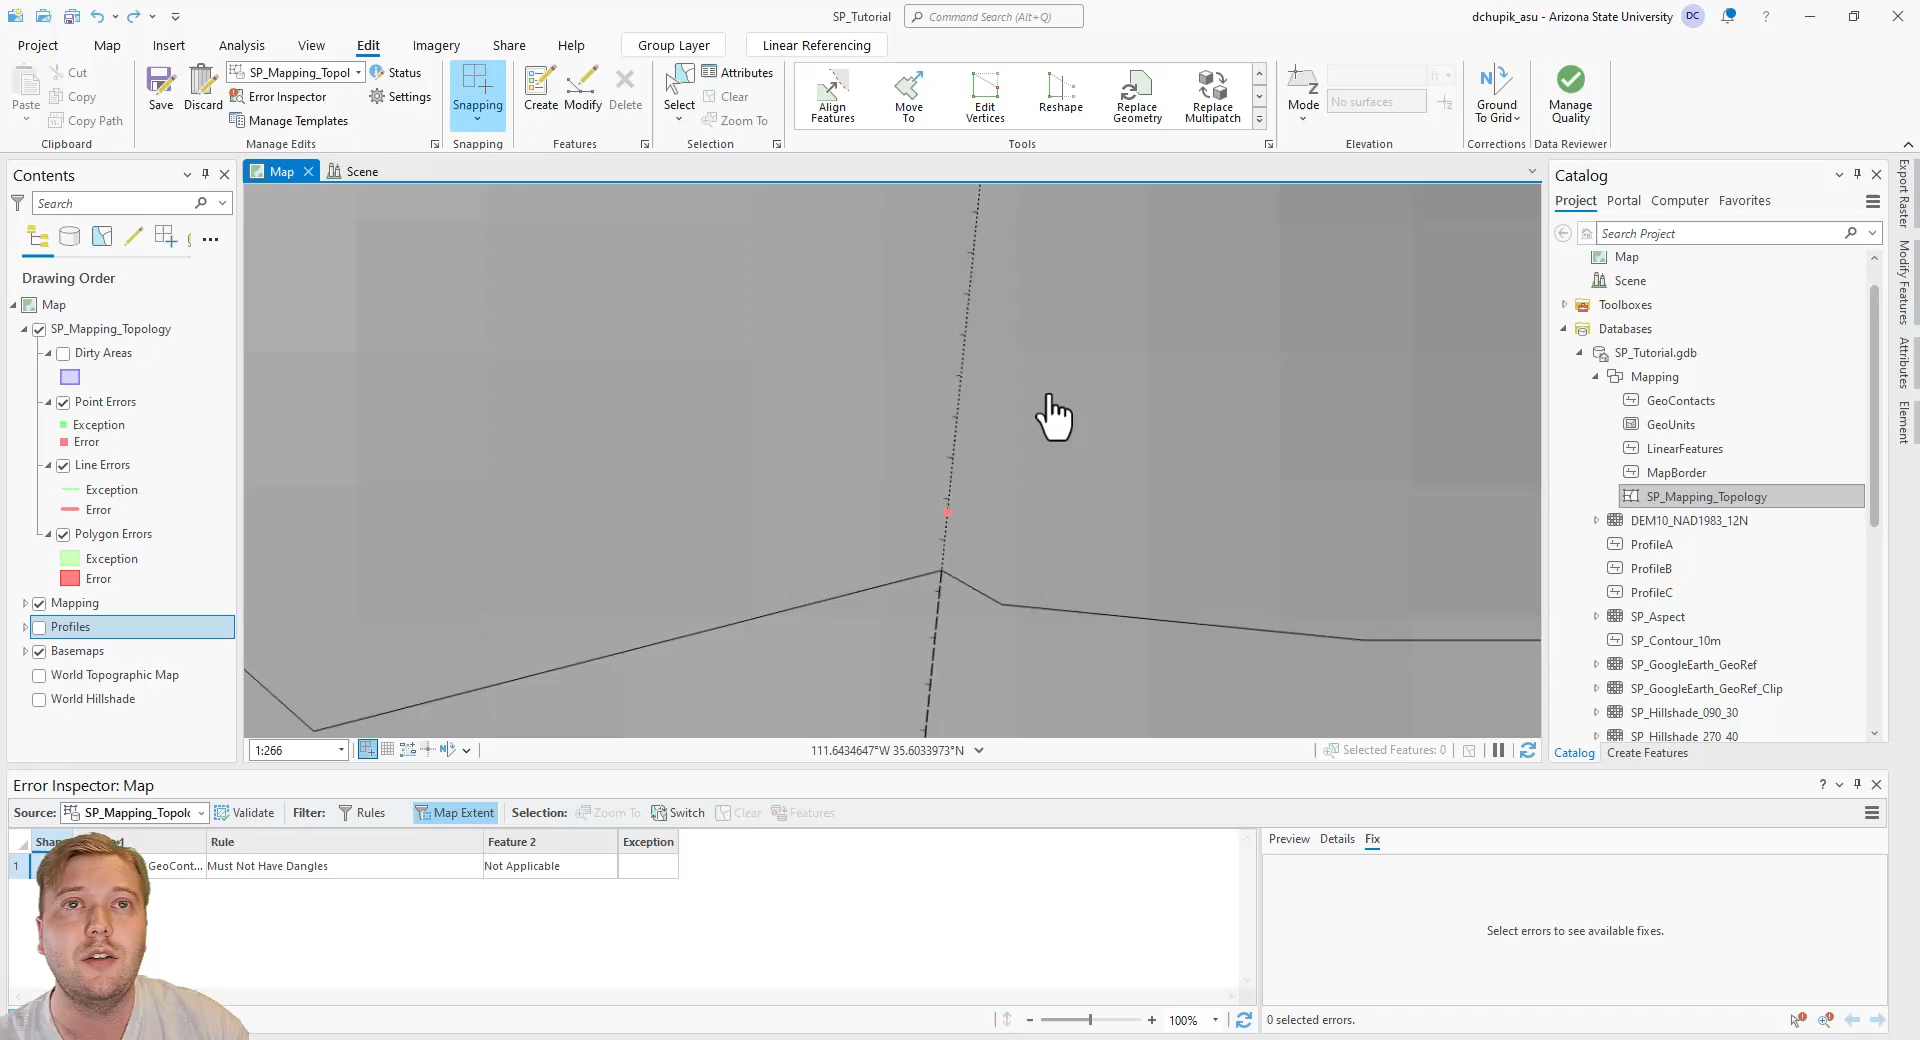 SP_Tutorial
Command Search (Alt+Q)
dchupik_asu - Arizona State University
DC
?
Project
Map
Insert
Analysis
View
Edit
Imagery
Share
Help
Group Layer
Linear Referencing
Paste
Cut
Copy
Copy Path
Clipboard
Save
Discard
SP_Mapping_Topol
Status
Error Inspector
Settings
Manage Templates
Manage Edits
Snapping
Snapping
Create
Modify
Delete
Features
Select
Attributes
Clear
Zoom To
Selection
Align
Features
Move
To
Edit
Vertices
Reshape
Replace
Geometry
Replace
Multipatch
Tools
Mode
ft
No surfaces
Elevation
Ground
To Grid
Corrections
Manage
Quality
Data Reviewer
Contents
Search
Drawing Order
Map
SP_Mapping_Topology
Dirty Areas
Point Errors
Exception
Error
Line Errors
Exception
Error
Polygon Errors
Exception
Error
Mapping
Profiles
Basemaps
World Topographic Map
World Hillshade
Map
Scene
1:266
111.6434647°W 35.6033973°N
Selected Features: 0
Catalog
Project
Portal
Computer
Favorites
Search Project
Map
Scene
Toolboxes
Databases
SP_Tutorial.gdb
Mapping
GeoContacts
GeoUnits
LinearFeatures
MapBorder
SP_Mapping_Topology
DEM10_NAD1983_12N
ProfileA
ProfileB
ProfileC
SP_Aspect
SP_Contour_10m
SP_GoogleEarth_GeoRef
SP_GoogleEarth_GeoRef_Clip
SP_Hillshade_090_30
SP_Hillshade_270_40
Catalog
Create Features
Export Raster
Modify Features
Attributes
Element
Error Inspector: Map
?
Source:
SP_Mapping_Topolo
Validate
Filter:
Rules
Map Extent
Selection:
Zoom To
Switch
Clear
Features
Rule
Feature 2
Exception
1
GeoCont...
Must Not Have Dangles
Not Applicable
100%
Preview
Details
Fix
Select errors to see available fixes.
0 selected errors.